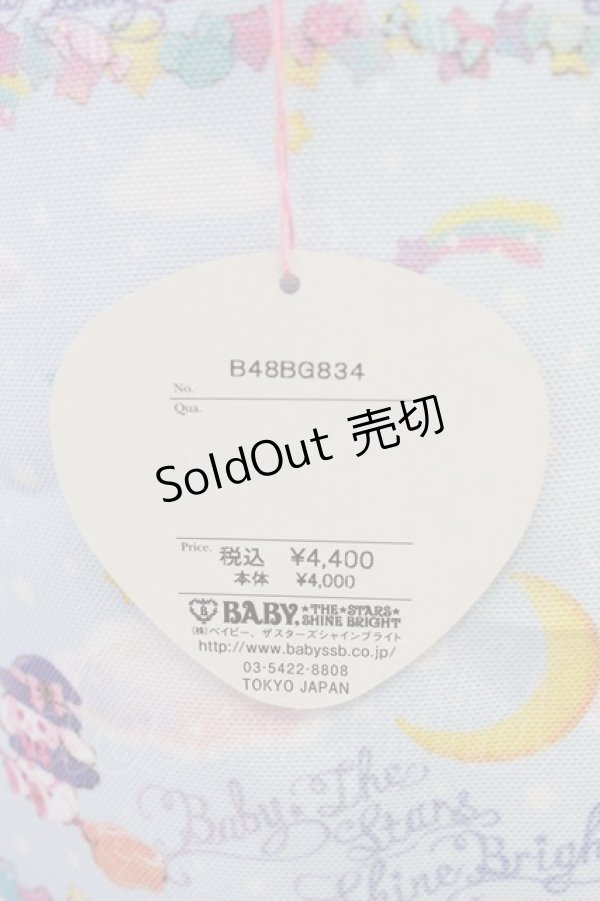 B48BG834
No.
Qua.
SoldOut 売切
Price. 税込 ¥4,400
本体 ¥4,000
B BABY, THE★STARS★
SHINE BRIGHT
(株)ベイビー、ザスターズシャインブライト
http://www.babyssb.co.jp/
03-5422-8808
TOKYO JAPAN
Baby, The
Stars
Shine Brigh